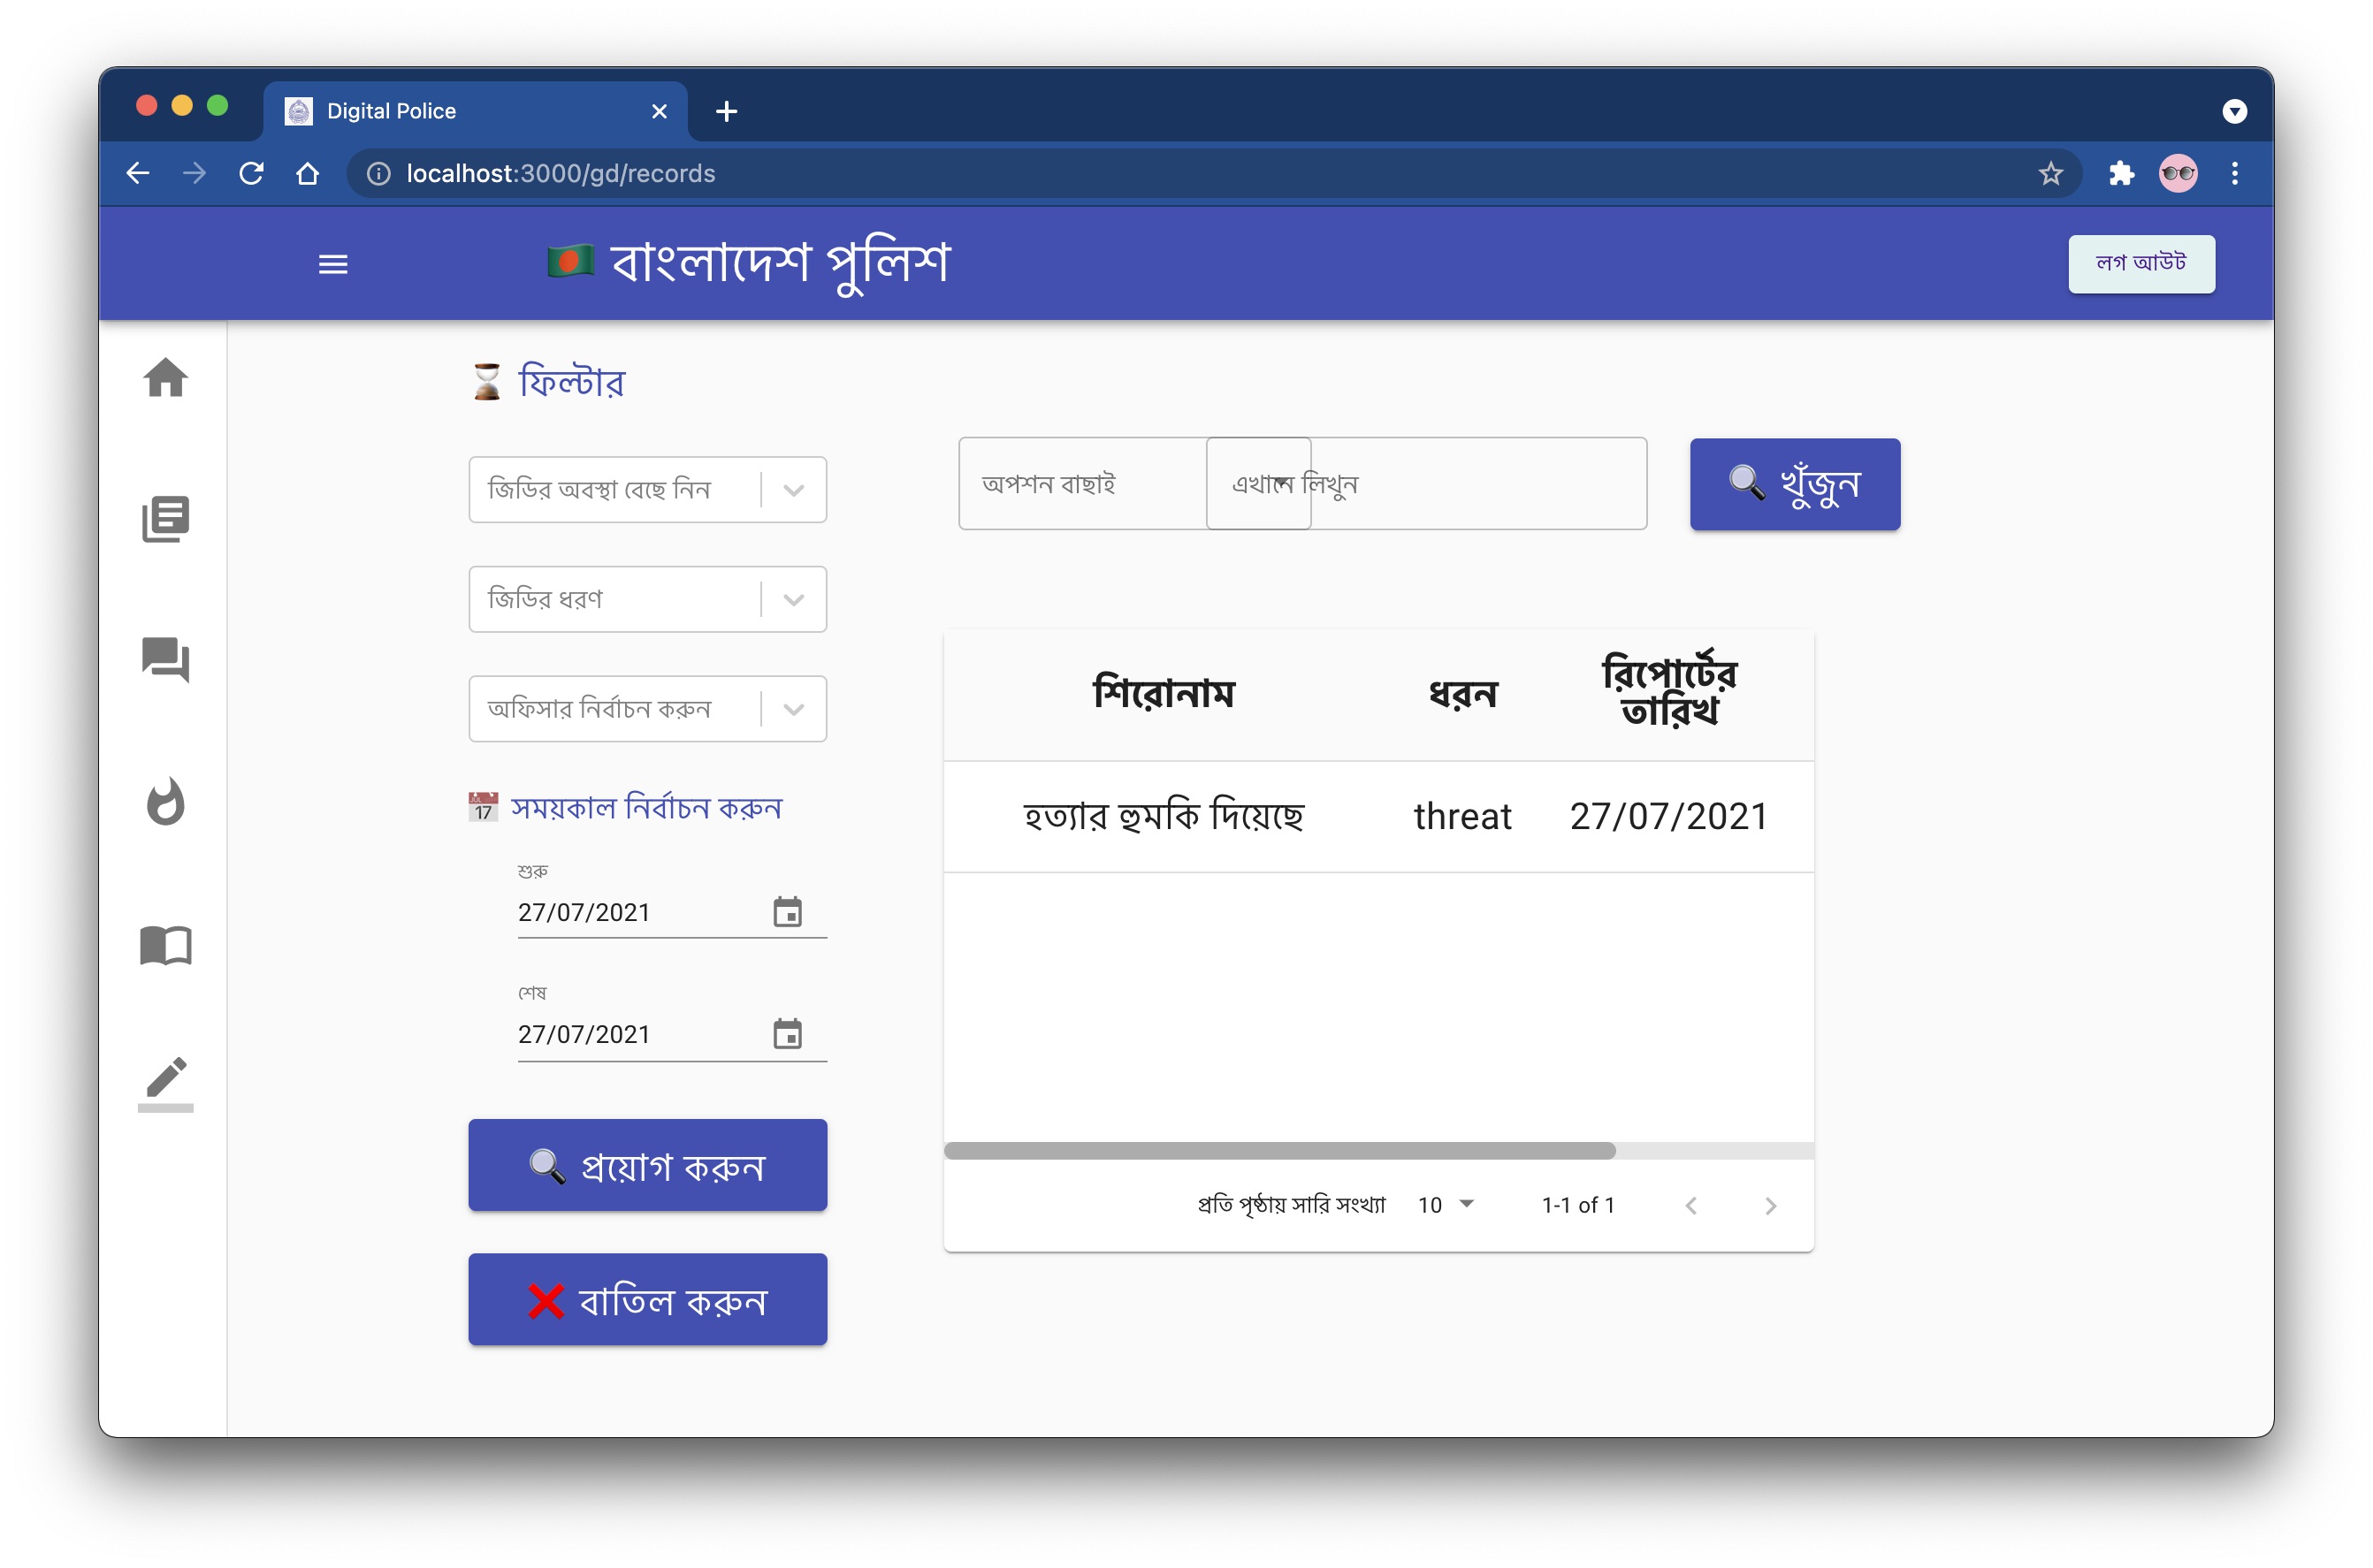 Digital Police
localhost:3000/gd/records
বাংলাদেশ পুলিশ
লগ আউট
ফিল্টার
জিডির অবস্থা বেছে নিন
জিডির ধরণ
অফিসার নির্বাচন করুন
JUL
17
সময়কাল নির্বাচন করুন
শুরু
27/07/2021
শেষ
27/07/2021
প্রয়োগ করুন
বাতিল করুন
অপশন বাছাই
এখানে লিখুন
খুঁজুন
শিরোনাম ধরন রিপোর্টের
তারিখ
হত্যার হুমকি দিয়েছে threat 27/07/2021
প্রতি পৃষ্ঠায় সারি সংখ্যা 10 1-1 of 1